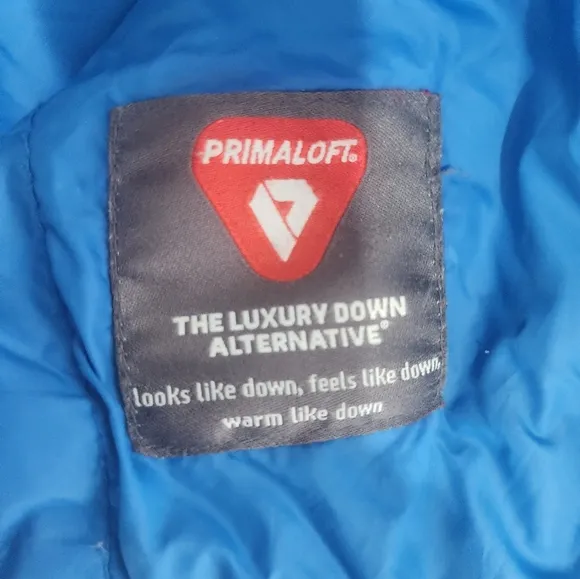 PRIMALOFT®
THE LUXURY DOWN
ALTERNATIVE®
looks like down, feels like down,
warm like down